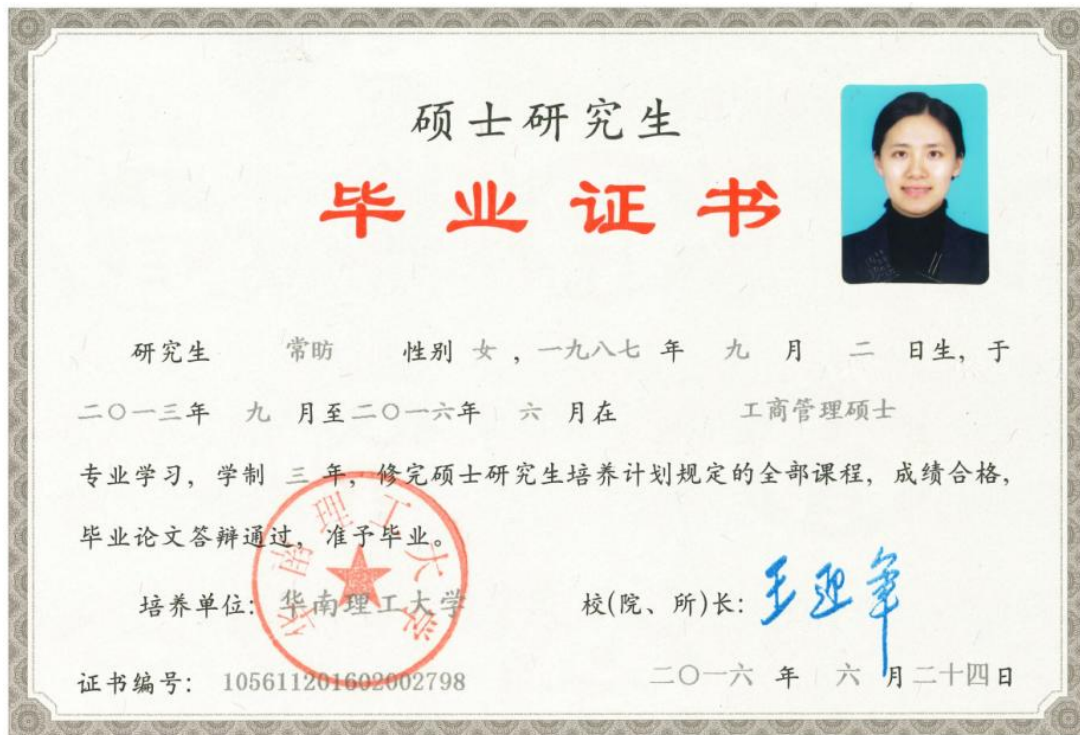 硕士研究生
毕业证书
研究生 常昉 性别 女 ，一九八七 年 九 月 二 日生，于
二〇一三年 九 月至二〇一六年 六 月在 工商管理硕士
专业学习，学制 三 年，修完硕士研究生培养计划规定的全部课程，成绩合格，
毕业论文答辩通过，准予毕业。
华南理工大学
培养单位：华南理工大学 校(院、所)长：王迎军
证书编号：105611201602002798 二〇一六 年 六 月二十四日